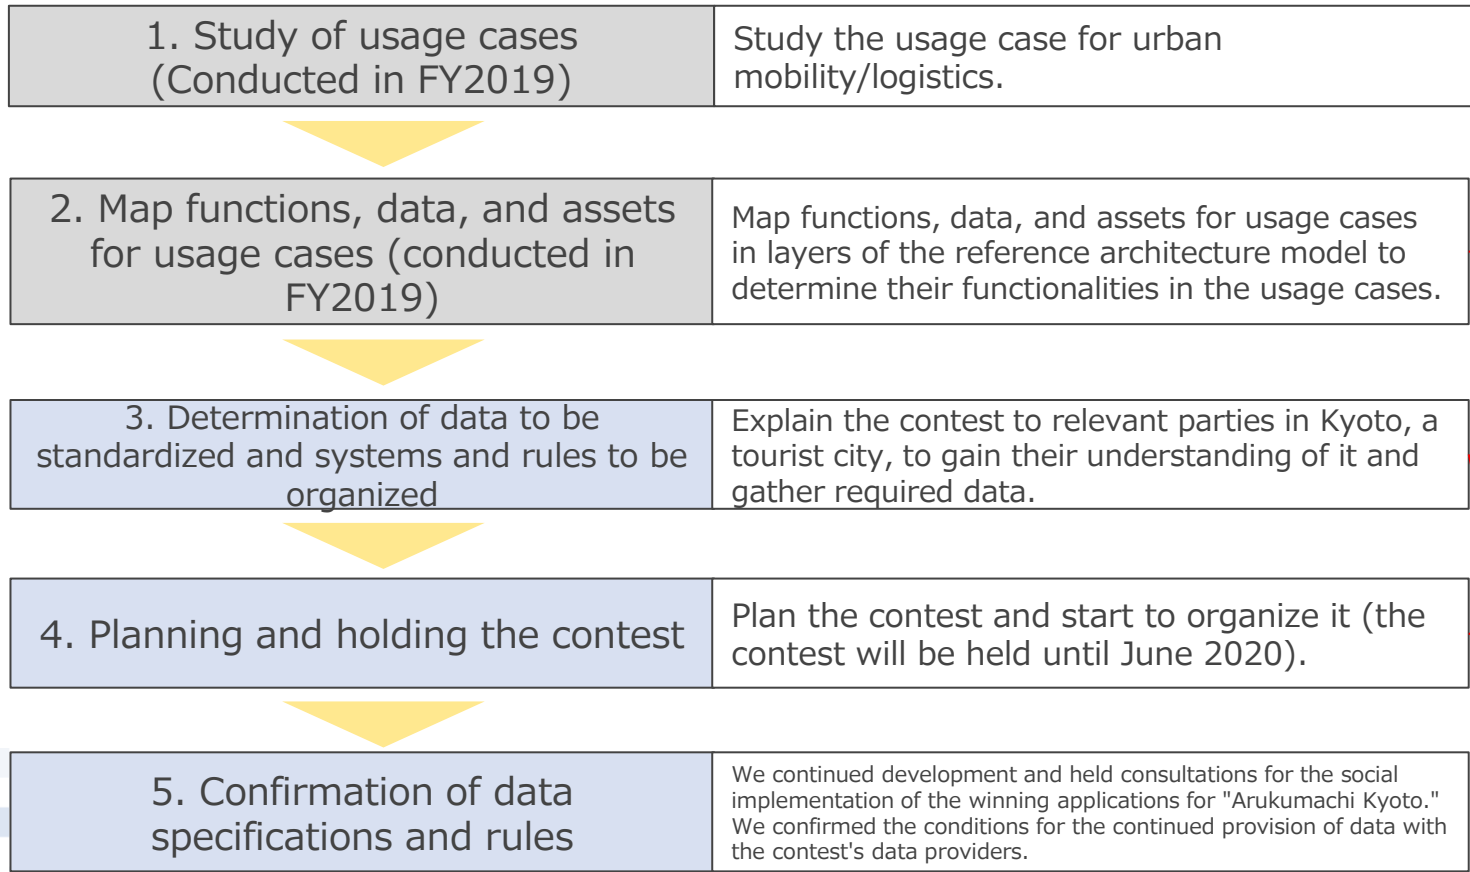 1. Study of usage cases
(Conducted in FY2019)
Study the usage case for urban
mobility/logistics.
2. Map functions, data, and assets
for usage cases (conducted in
FY2019)
Map functions, data, and assets for usage cases
in layers of the reference architecture model to
determine their functionalities in the usage cases.
3. Determination of data to be
standardized and systems and rules to be
organized
Explain the contest to relevant parties in Kyoto, a
tourist city, to gain their understanding of it and
gather required data.
4. Planning and holding the contest
Plan the contest and start to organize it (the
contest will be held until June 2020).
5. Confirmation of data
specifications and rules
We continued development and held consultations for the social
implementation of the winning applications for "Arukumachi Kyoto."
We confirmed the conditions for the continued provision of data with
the contest's data providers.